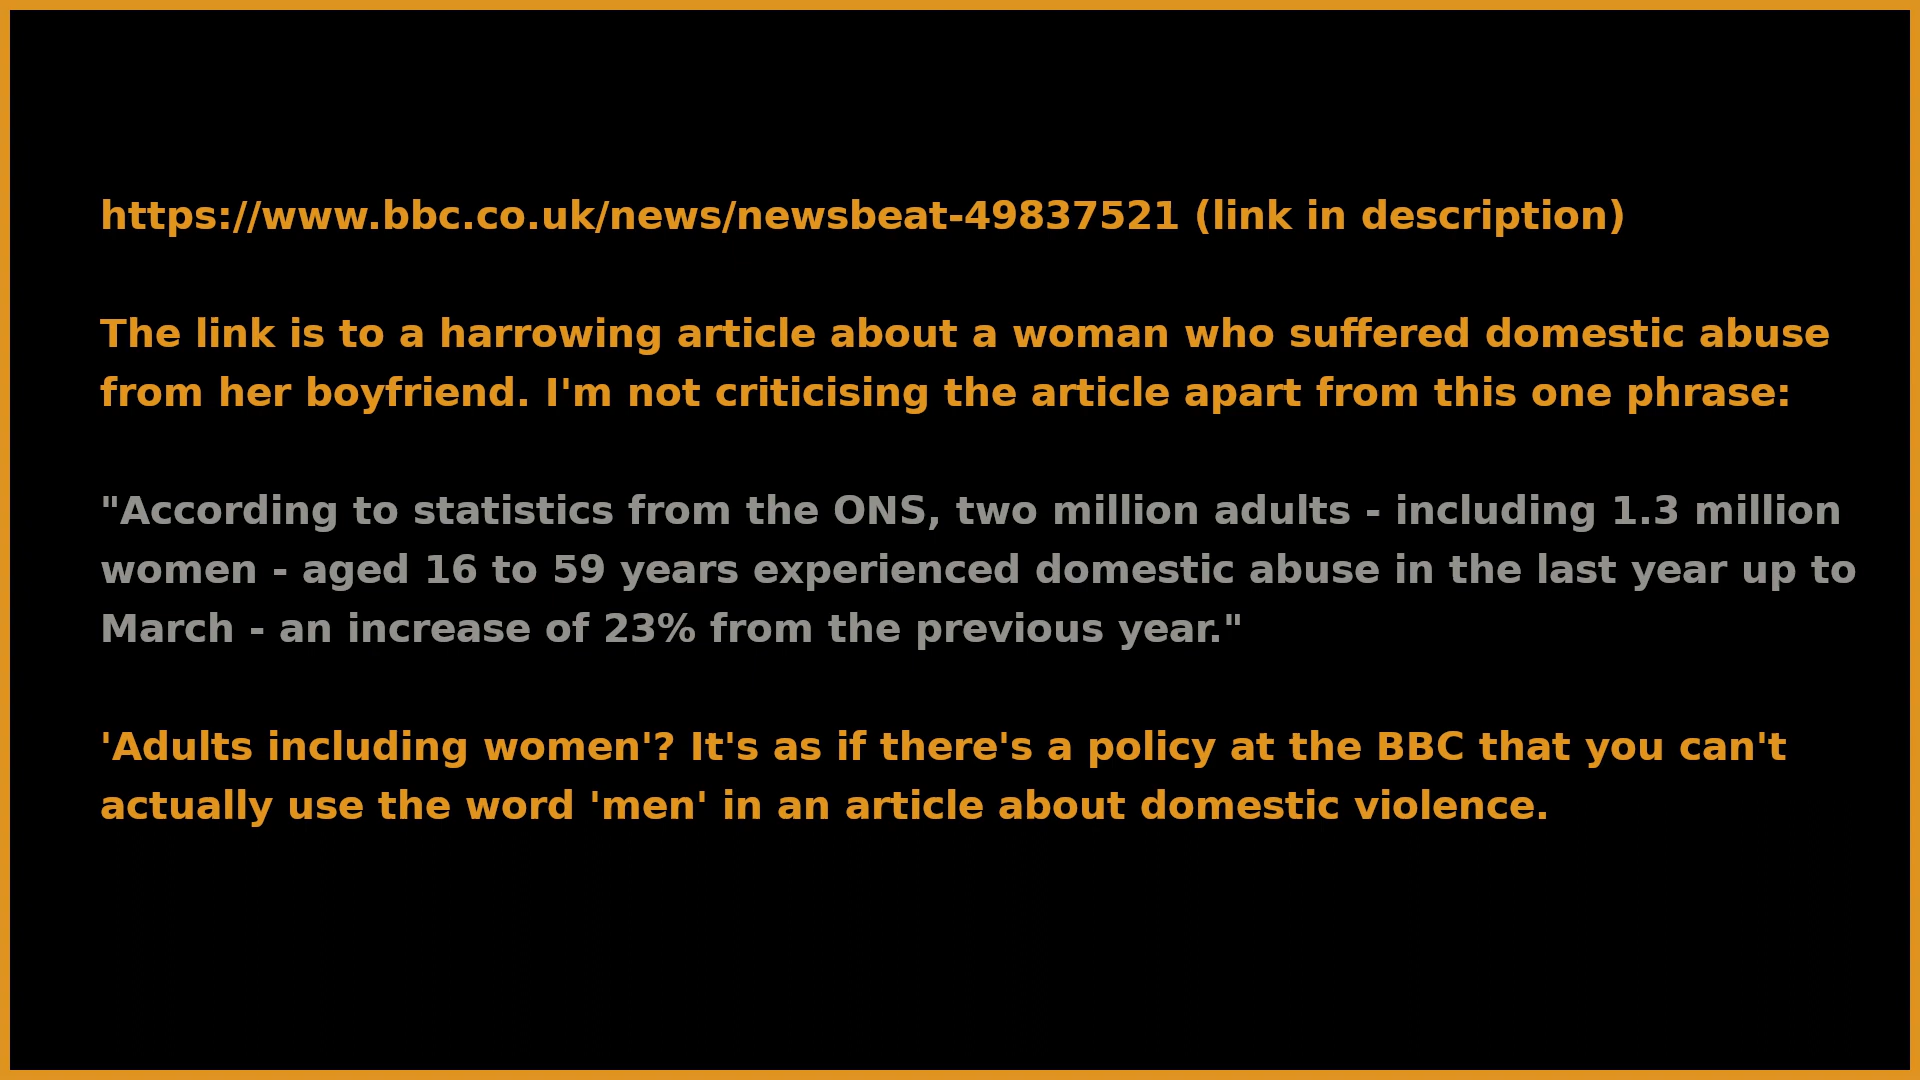 https://www.bbc.co.uk/news/newsbeat-49837521 (link in description)
The link is to a harrowing article about a woman who suffered domestic abuse
from her boyfriend. I'm not criticising the article apart from this one phrase:
"According to statistics from the ONS, two million adults - including 1.3 million
women - aged 16 to 59 years experienced domestic abuse in the last year up to
March - an increase of 23% from the previous year."
'Adults including women'? It's as if there's a policy at the BBC that you can't
actually use the word 'men' in an article about domestic violence.